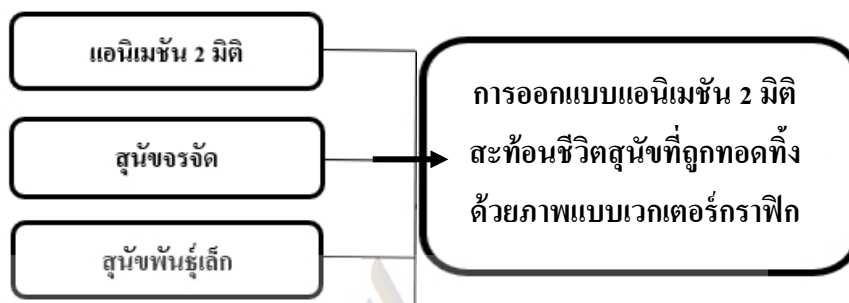 แอนิเมชัน 2 มิติ
สุนัขจรจัด
สุนัขพันธุ์เล็ก
การออกแบบแอนิเมชัน 2 มิติ
สะท้อนชีวิตสุนัขที่ถูกทอดทิ้ง
ด้วยภาพแบบเวกเตอร์กราฟิก